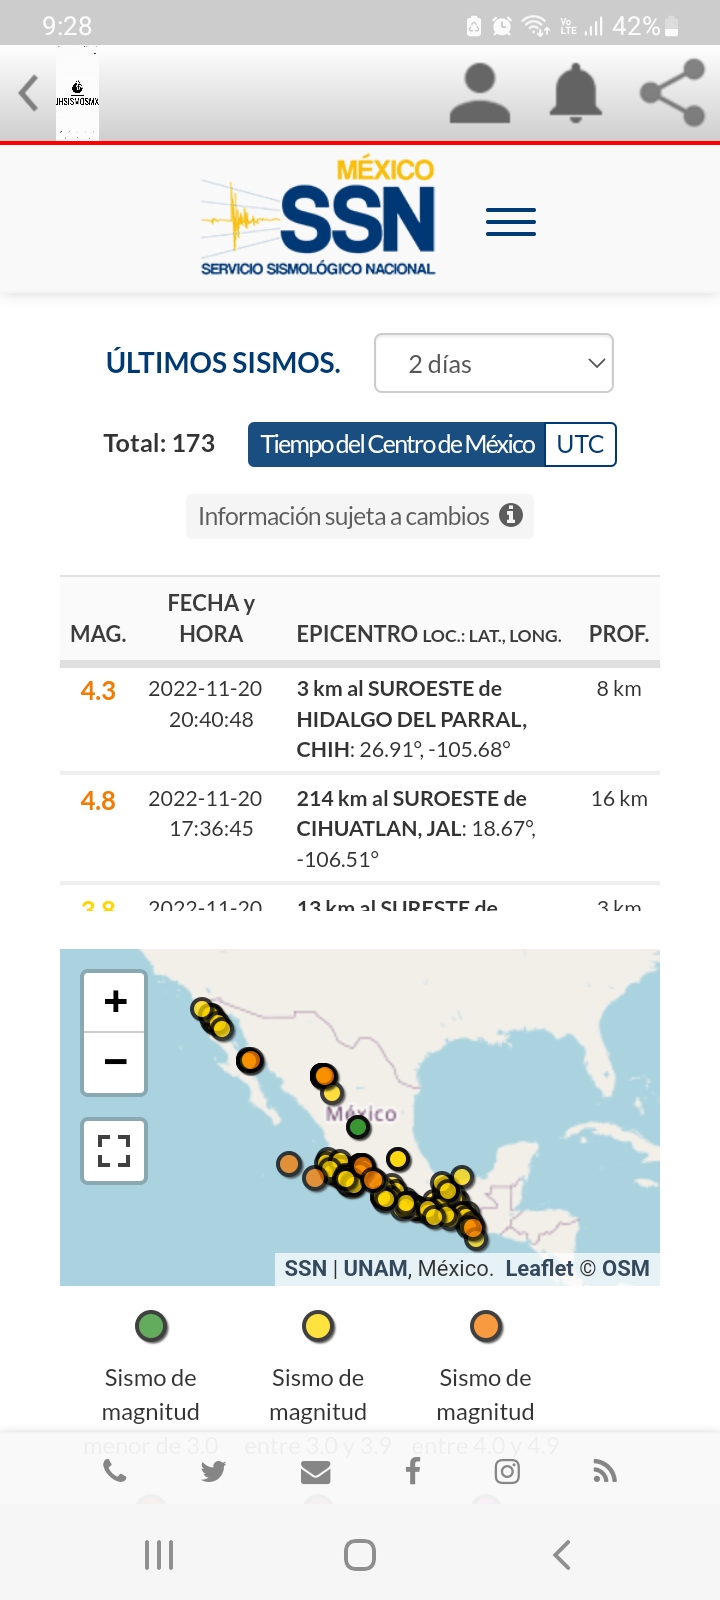 9:28
Vo
LTE
42%
MÉXICO
SSN
SERVICIO SISMOLÓGICO NACIONAL
ÚLTIMOS SISMOS.
2 días
Total: 173
Tiempo del Centro de México
UTC
Información sujeta a cambios
MAG.
FECHA y
HORA
EPICENTRO LOC.: LAT., LONG.
PROF.
4.3
2022-11-20
20:40:48
3 km al SUROESTE de
HIDALGO DEL PARRAL,
CHIH: 26.91°, -105.68°
8 km
4.8
2022-11-20
17:36:45
214 km al SUROESTE de
CIHUATLAN, JAL: 18.67°,
-106.51°
16 km
3.8
2022-11-20
13 km al SURESTE de
3 km
+
−
México
SSN | UNAM, México. Leaflet © OSM
Sismo de
magnitud
menor de 3.0
Sismo de
magnitud
entre 3.0 y 3.9
Sismo de
magnitud
entre 4.0 y 4.9